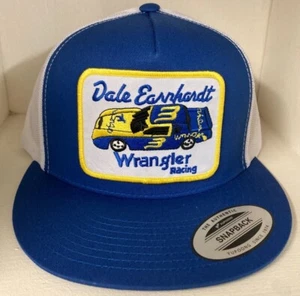 Dale Earnhardt
3
Wrangler
Racing
SNAPBACK